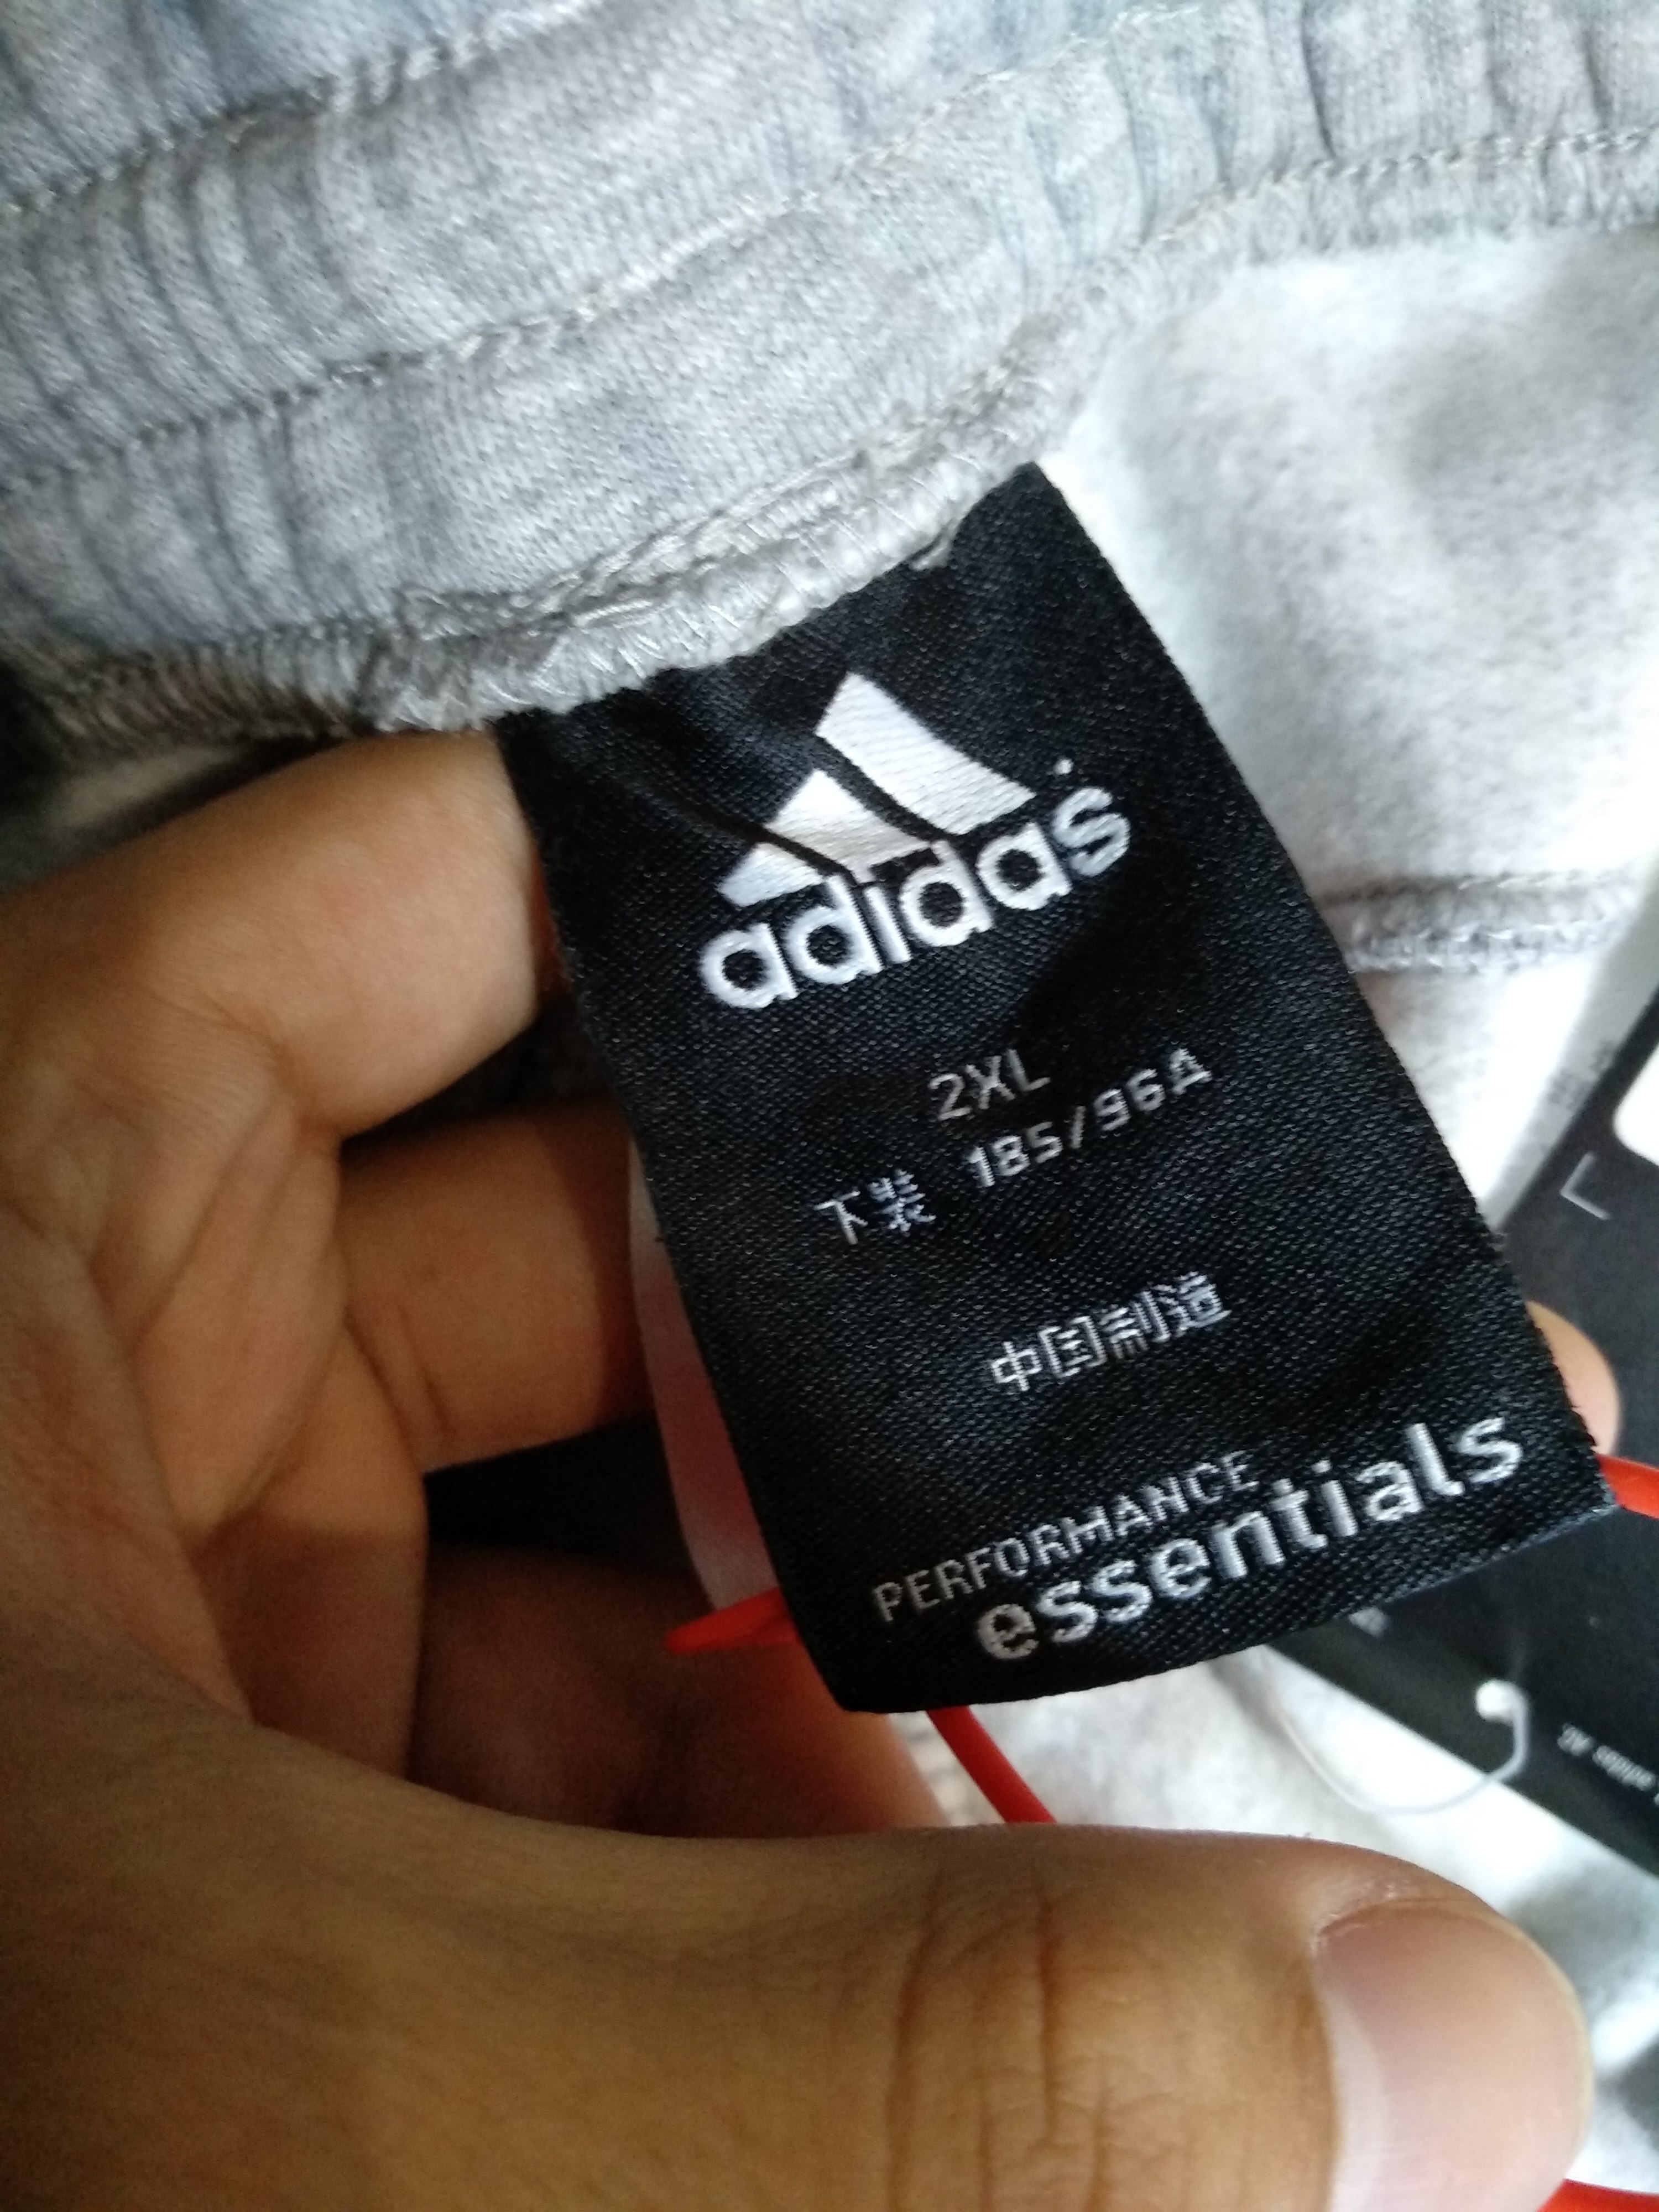 adidas
2XL
下装 185/96A
中国制造
PERFORMANCE
essentials